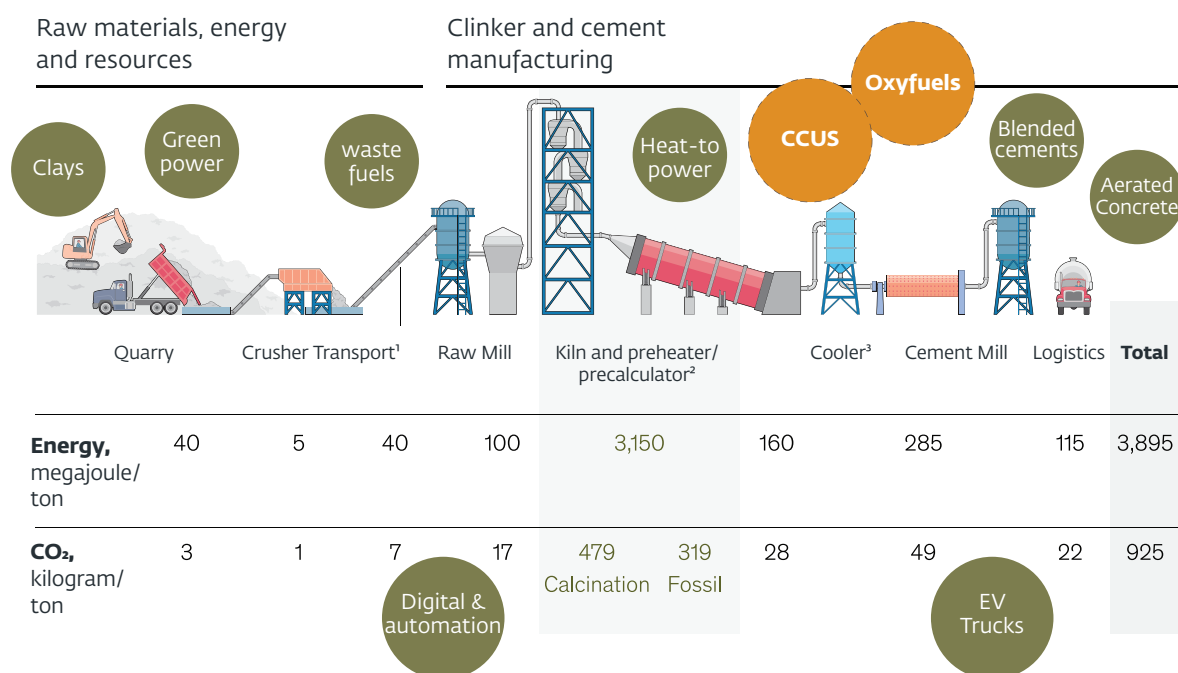 Raw materials, energy
and resources
Clinker and cement
manufacturing
Clays
Green
power
waste
fuels
Heat-to
power
CCUS
Oxyfuels
Blended
cements
Aerated
Concrete
Quarry
Crusher Transport¹
Raw Mill
Kiln and preheater/
precalculator²
Cooler³
Cement Mill
Logistics
Total
Energy,
megajoule/
ton
40 5 40 100 3,150 160 285 115 3,895
CO₂,
kilogram/
ton
3 1 7 17 479 319 28 49 22 925
Calcination Fossil
Digital &
automation
EV
Trucks